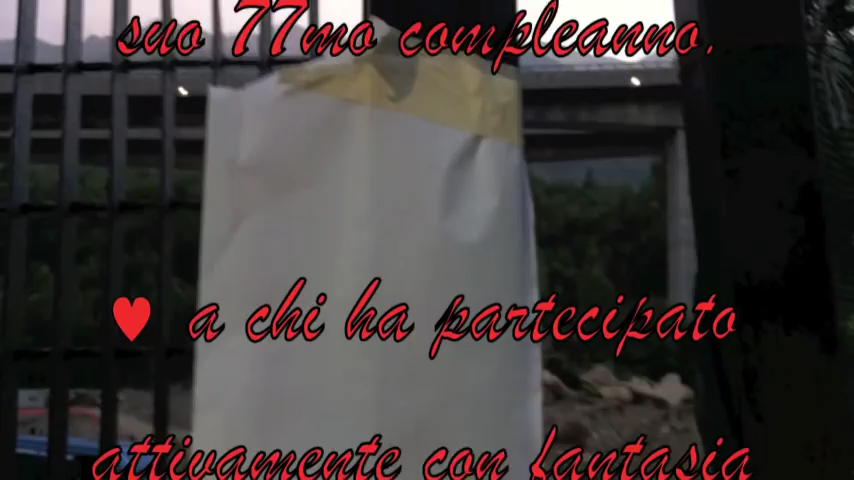 suo 77mo compleanno.
♥ a chi ha partecipato
attivamente con fantasia